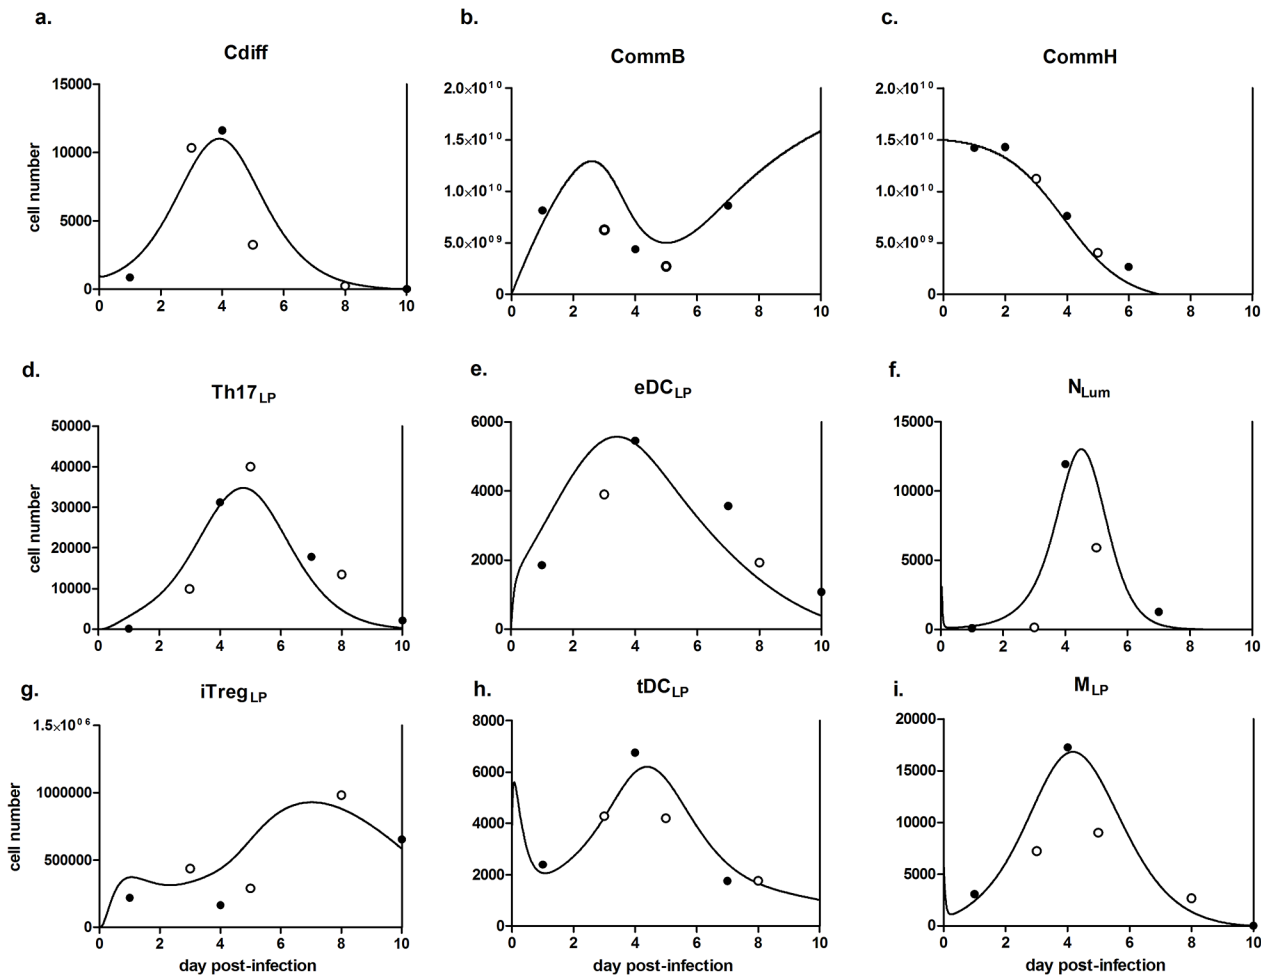 a.
Cdiff
cell number
15000
10000
5000
0
0 2 4 6 8 10
b.
CommB
2.0×10¹⁰
1.5×10¹⁰
1.0×10¹⁰
5.0×10⁰⁹
0
0 2 4 6 8 10
c.
CommH
2.0×10¹⁰
1.5×10¹⁰
1.0×10¹⁰
5.0×10⁰⁹
0
0 2 4 6 8 10
d.
Th17LP
cell number
50000
40000
30000
20000
10000
0
0 2 4 6 8 10
e.
eDCLP
6000
4000
2000
0
0 2 4 6 8 10
f.
NLum
15000
10000
5000
0
0 2 4 6 8 10
g.
iTregLP
cell number
1.5×10⁰⁶
1000000
500000
0
0 2 4 6 8 10
day post-infection
h.
tDCLP
8000
6000
4000
2000
0
0 2 4 6 8 10
day post-infection
i.
MLP
20000
15000
10000
5000
0
0 2 4 6 8 10
day post-infection